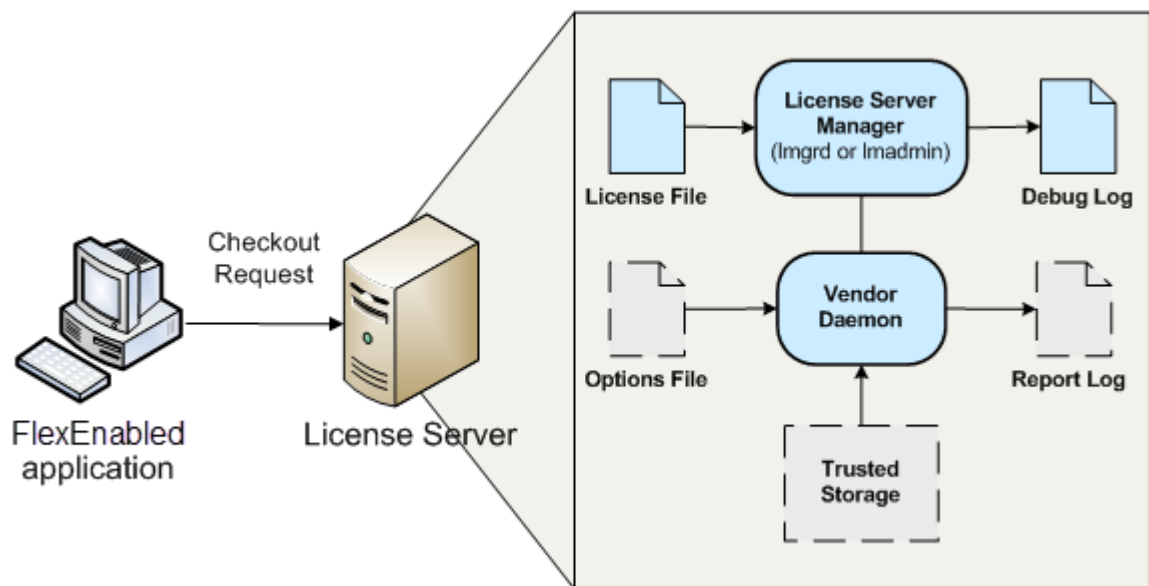 Checkout
Request
FlexEnabled
application
License Server
License File
License Server
Manager
(lmgrd or lmadmin)
Debug Log
Options File
Vendor
Daemon
Report Log
Trusted
Storage